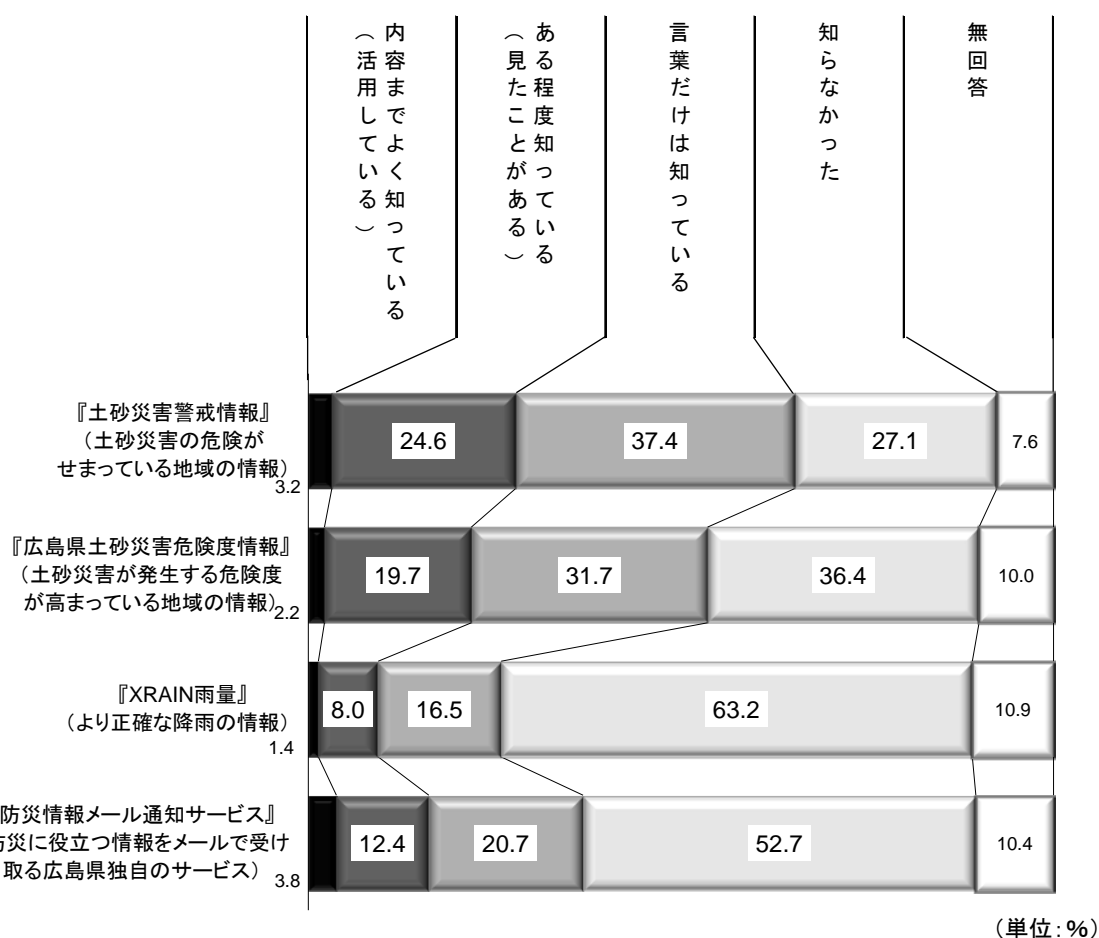 内容までよく知っている
（活用している）
ある程度知っている
（見たことがある）
言葉だけは知っている
知らなかった
無回答
『土砂災害警戒情報』
（土砂災害の危険が
せまっている地域の情報）
3.2
24.6
37.4
27.1
7.6
『広島県土砂災害危険度情報』
（土砂災害が発生する危険度
が高まっている地域の情報）
2.2
19.7
31.7
36.4
10.0
『XRAIN雨量』
（より正確な降雨の情報）
1.4
8.0
16.5
63.2
10.9
防災情報メール通知サービス』
防災に役立つ情報をメールで受け
取る広島県独自のサービス）
3.8
12.4
20.7
52.7
10.4
（単位：%）